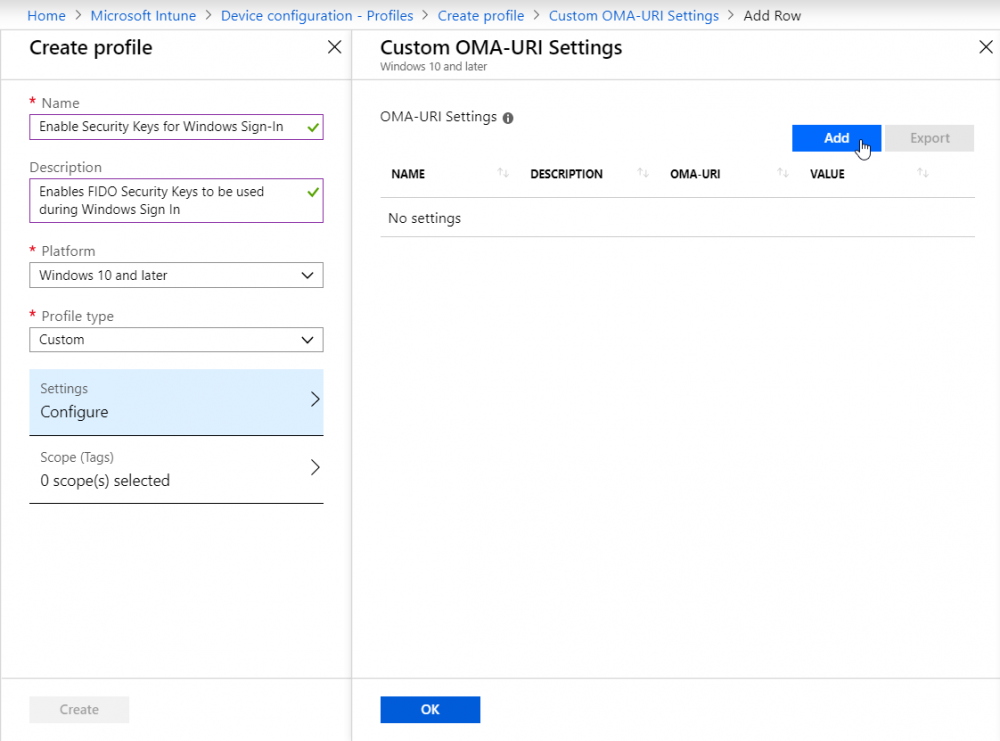 Home > Microsoft Intune > Device configuration - Profiles > Create profile > Custom OMA-URI Settings > Add Row
Create profile
* Name
Enable Security Keys for Windows Sign-In
Description
Enables FIDO Security Keys to be used
during Windows Sign In
* Platform
Windows 10 and later
* Profile type
Custom
Settings
Configure
Scope (Tags)
0 scope(s) selected
Create
Custom OMA-URI Settings
Windows 10 and later
OMA-URI Settings
Add Export
NAME DESCRIPTION OMA-URI VALUE
No settings
OK